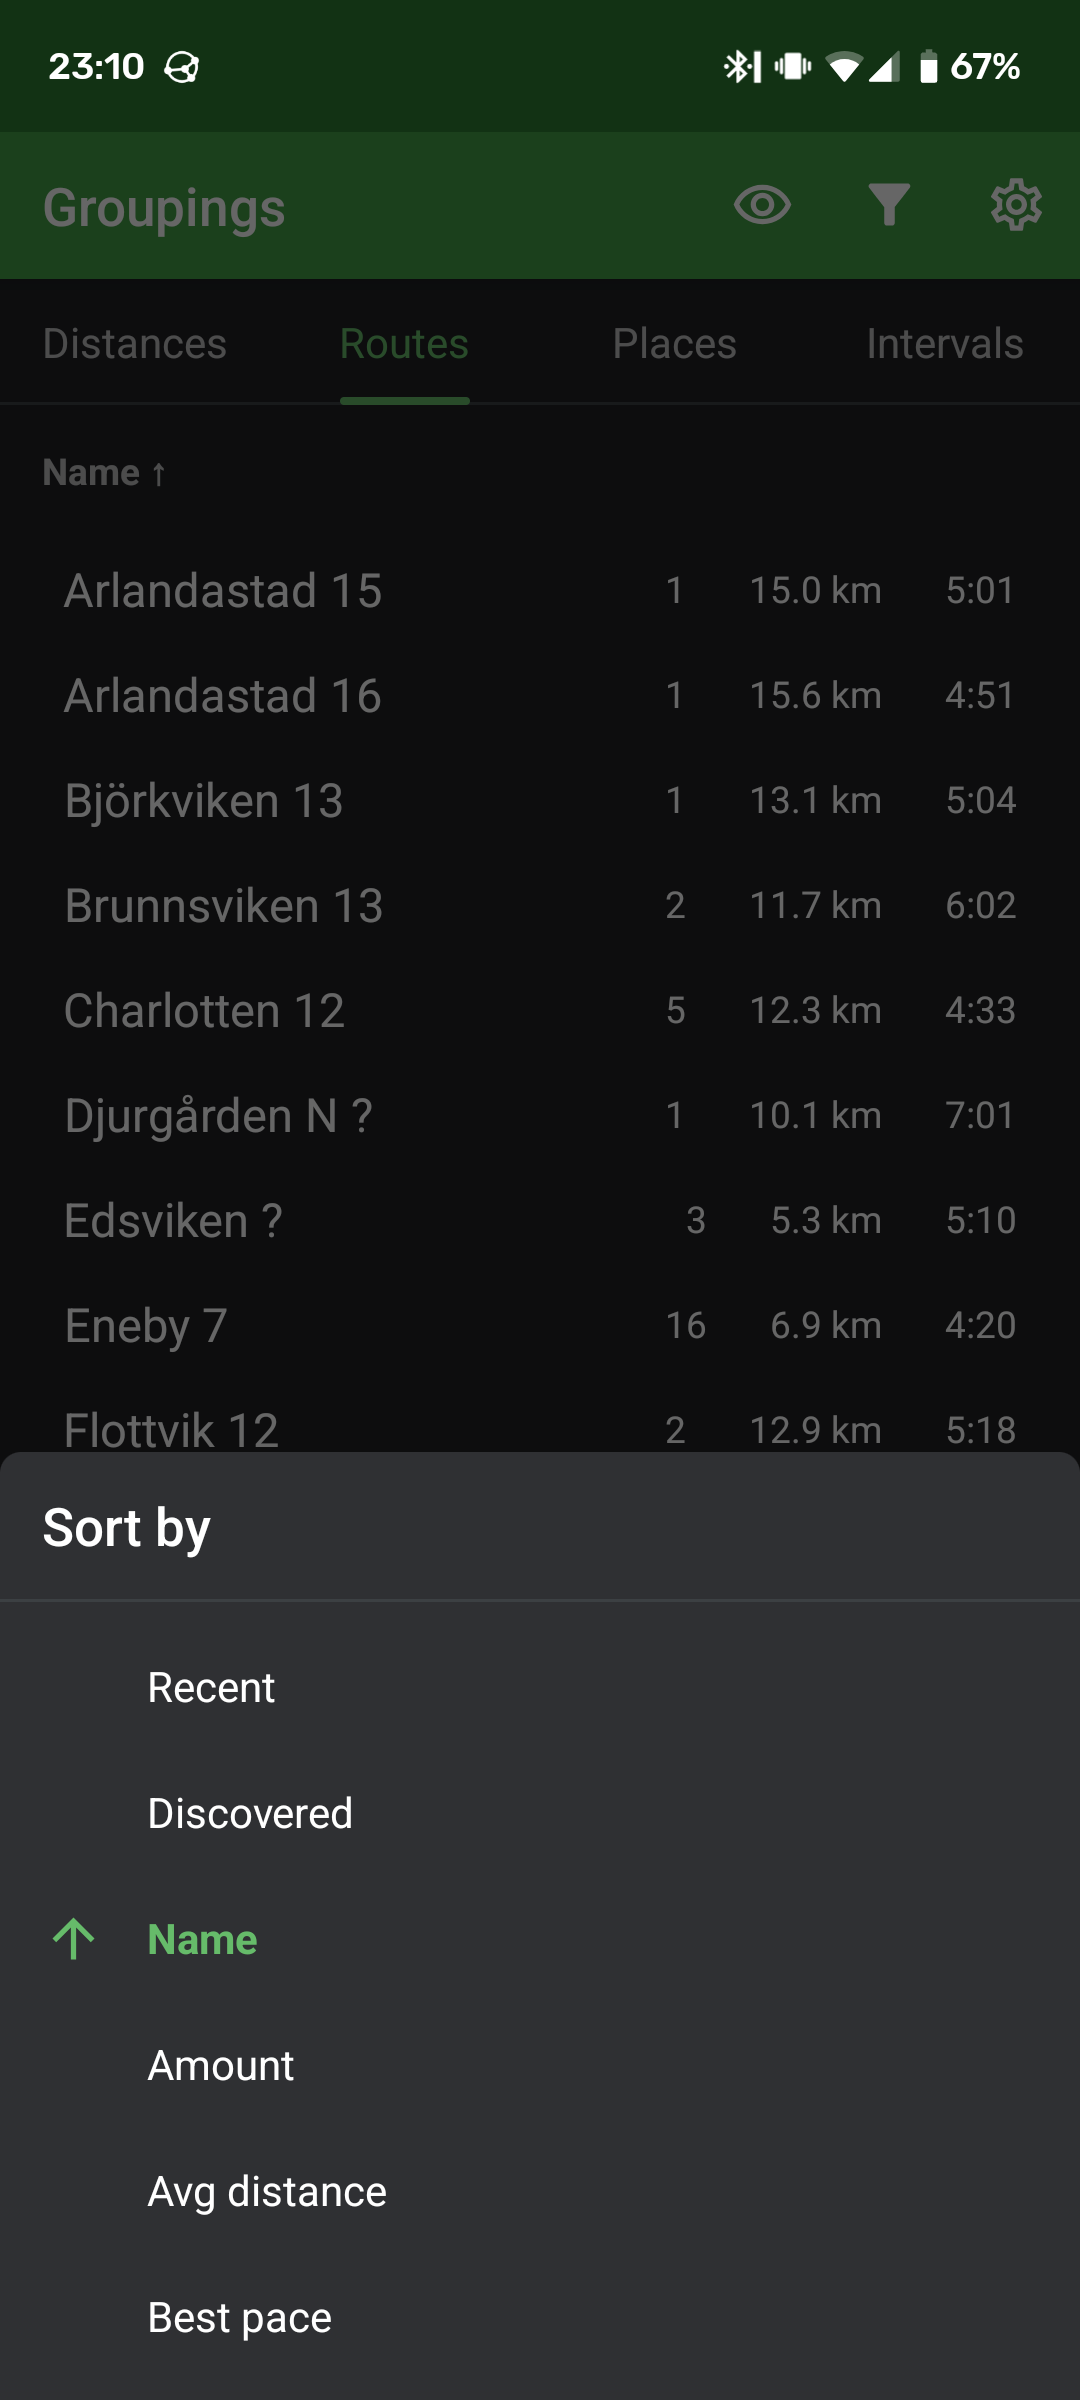 23:10 67%
Groupings
Distances Routes Places Intervals
Name ↑
Arlandastad 15 1 15.0 km 5:01
Arlandastad 16 1 15.6 km 4:51
Björkviken 13 1 13.1 km 5:04
Brunnsviken 13 2 11.7 km 6:02
Charlotten 12 5 12.3 km 4:33
Djurgården N ? 1 10.1 km 7:01
Edsviken ? 3 5.3 km 5:10
Eneby 7 16 6.9 km 4:20
Flottvik 12 2 12.9 km 5:18
Sort by
Recent
Discovered
Name
Amount
Avg distance
Best pace